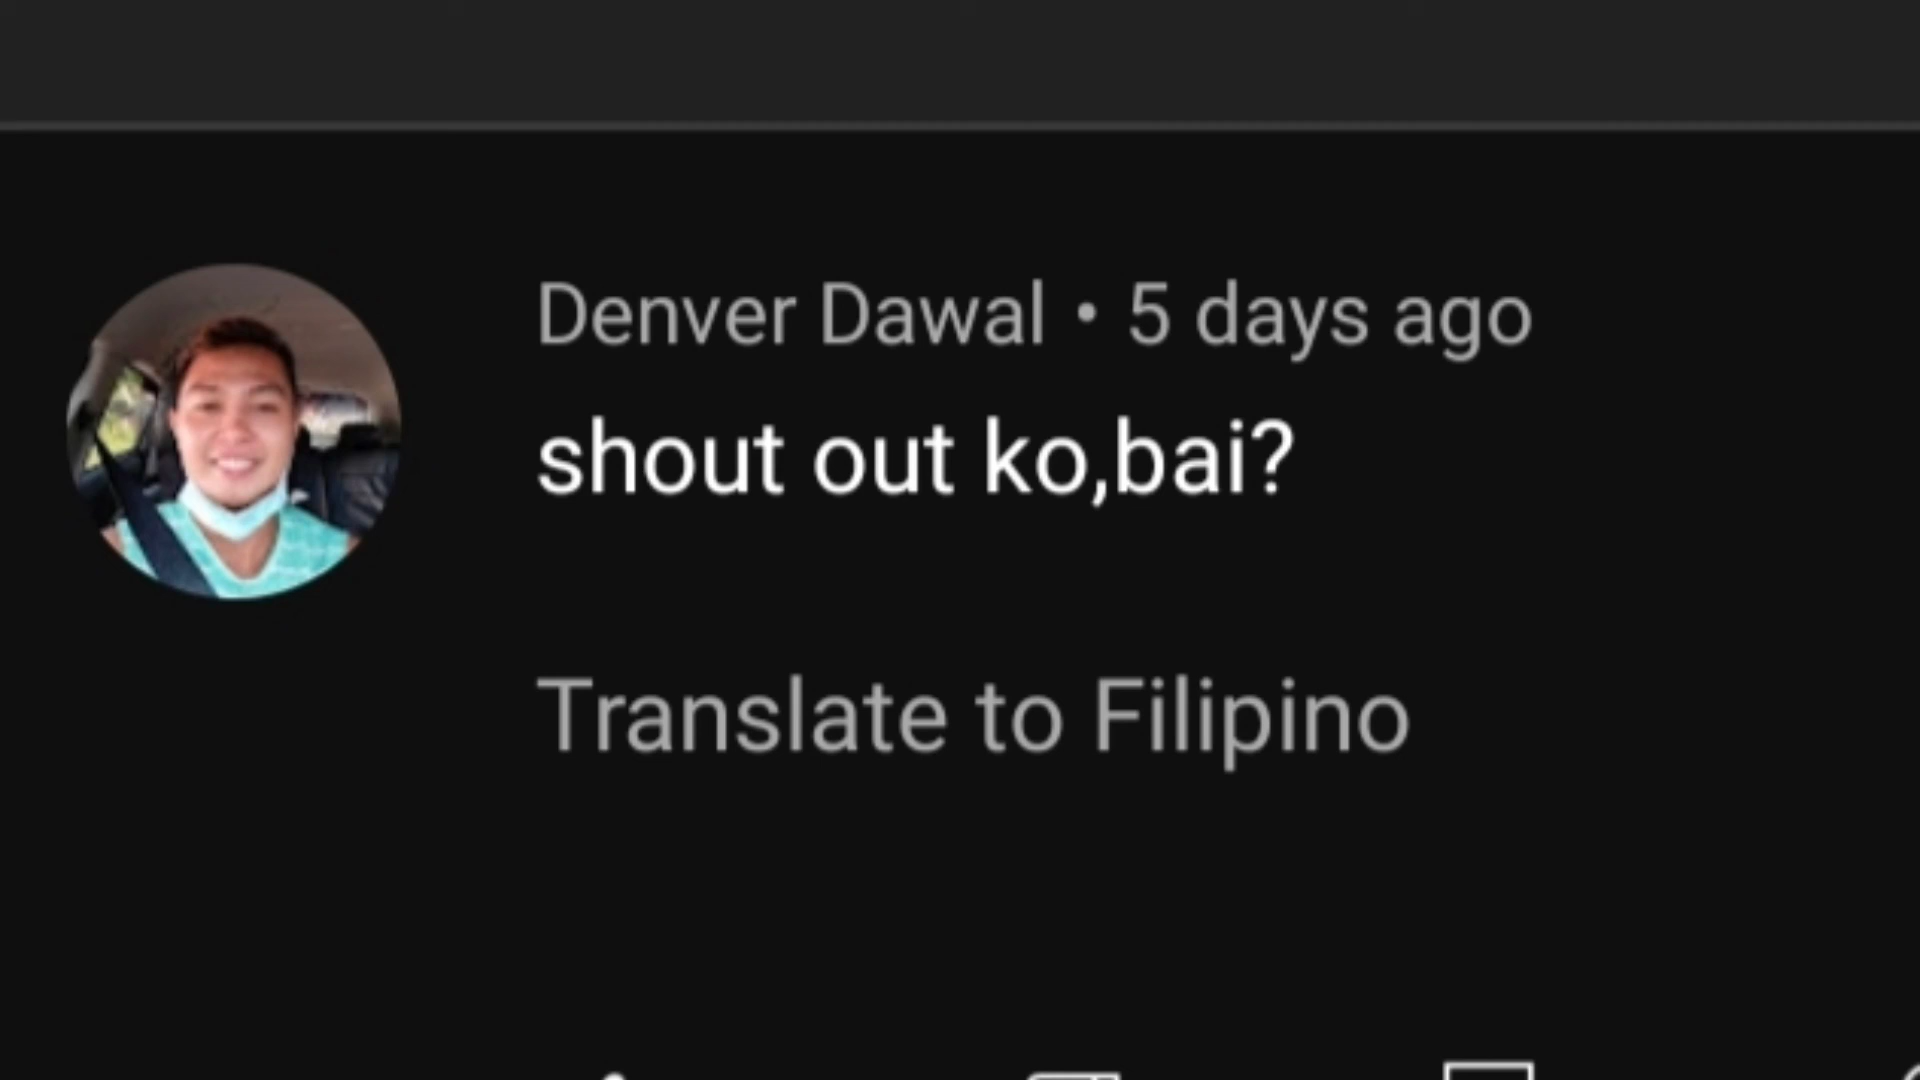 Denver Dawal • 5 days ago
shout out ko,bai?
Translate to Filipino